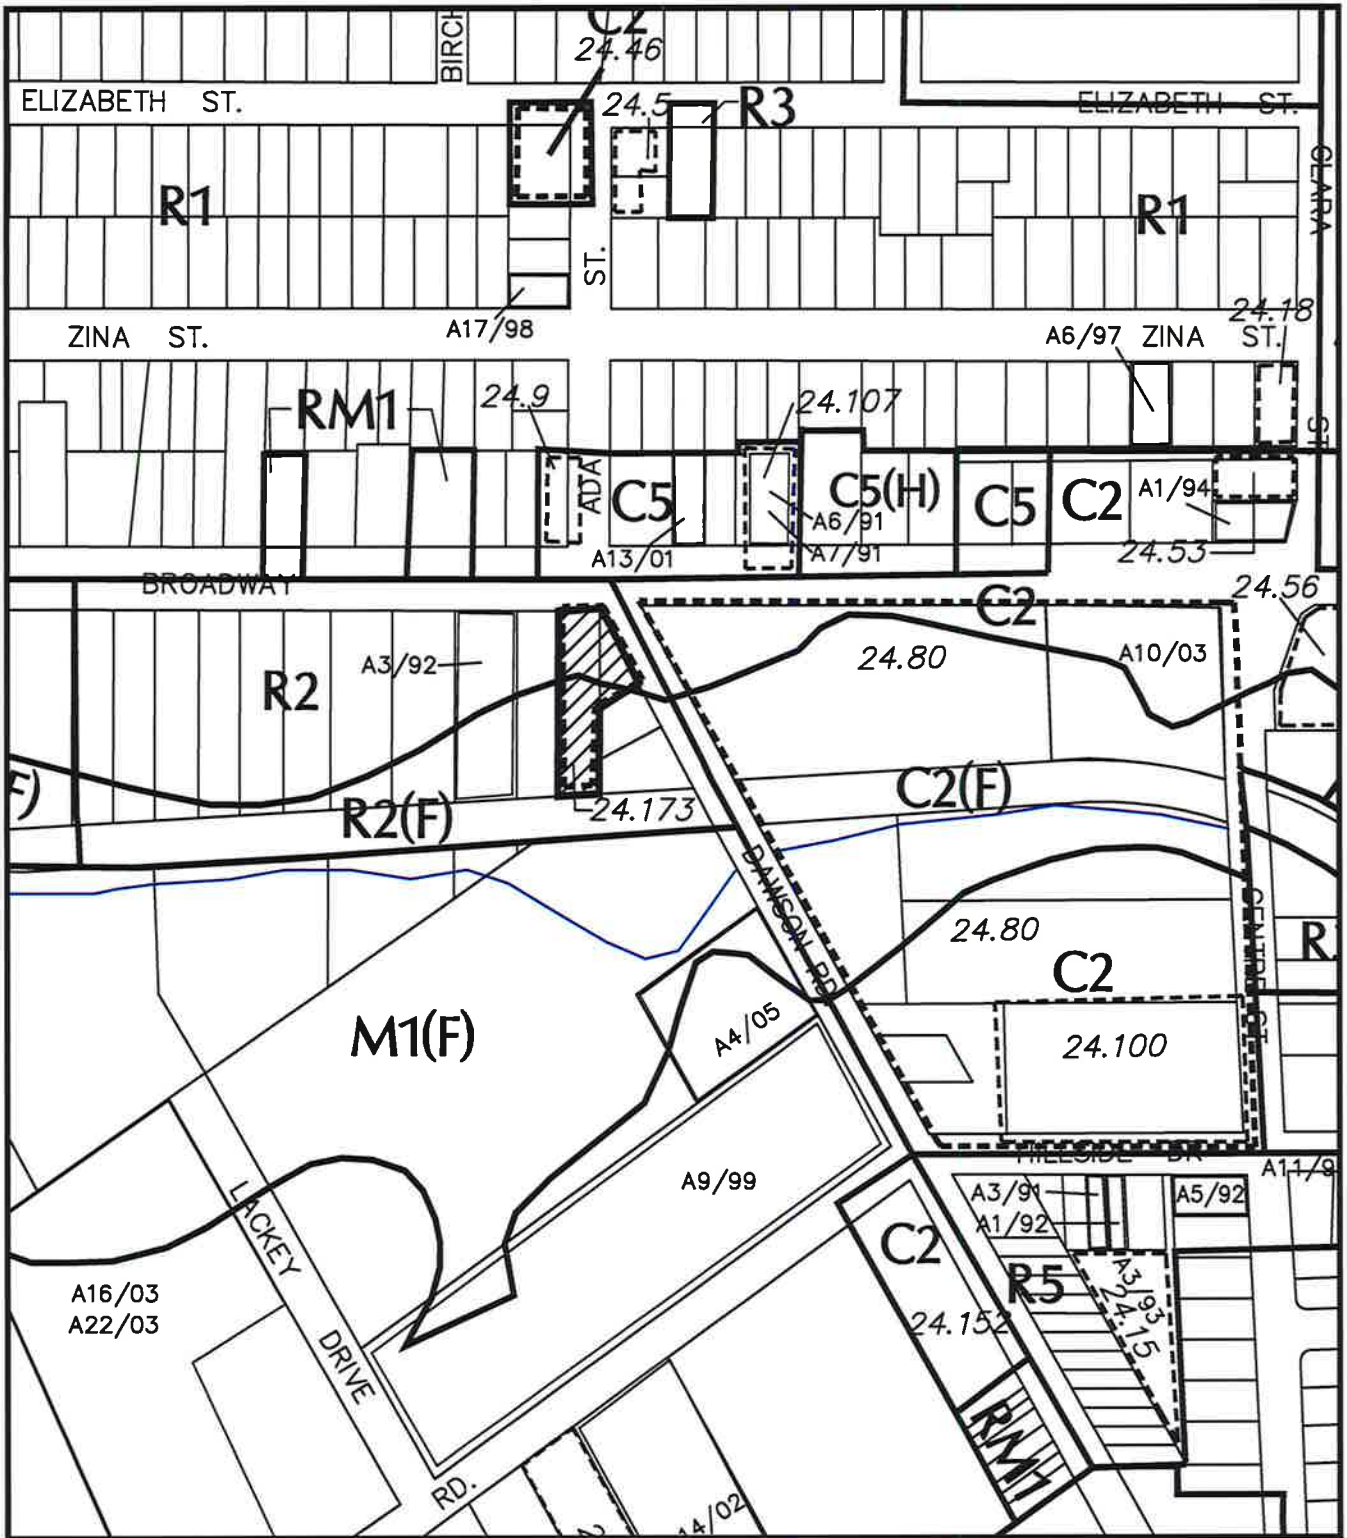 C2
BIRCH
24.46
ELIZABETH ST.
24.5
R3
ELIZABETH ST.
CLARA
R1
R1
ST.
24.18
A17/98
ZINA ST.
A6/97
ZINA ST.
ST.
RM1
24.9
24.107
ADA
C5
C5(H)
C5
C2
A1/94
A6/91
A13/01
A7/91
24.53
BROADWAY
C2
24.56
A3/92
24.80
A10/03
R2
F)
C2(F)
R2(F)
24.173
DAWSON RD.
CENTRE ST.
24.80
C2
M1(F)
A4/05
24.100
HILLSIDE DR
A11/9
A9/99
A3/91
A5/92
A1/92
LACKEY
C2
R5
A3/93
24.15
A16/03
A22/03
24.152
DRIVE
RM1
RD.
14/02